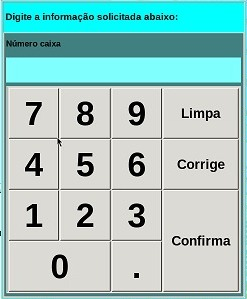 Digite a informação solicitada abaixo:
Número caixa
7 8 9 Limpa
4 5 6 Corrige
1 2 3
Confirma
0 .